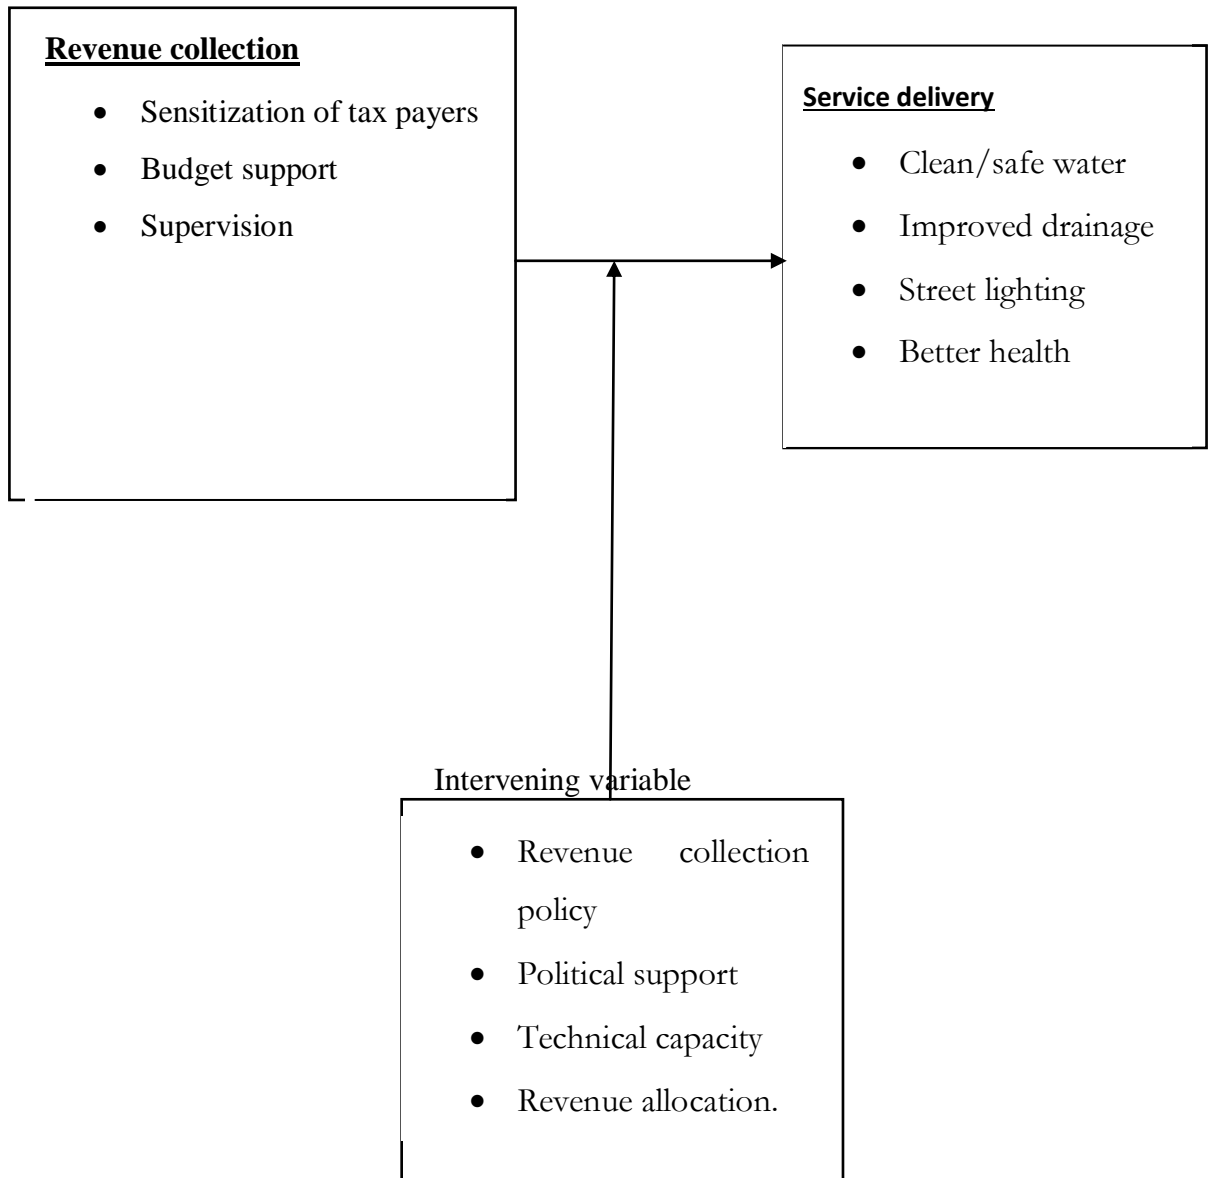 Revenue collection
• Sensitization of tax payers
• Budget support
• Supervision
Service delivery
• Clean/safe water
• Improved drainage
• Street lighting
• Better health
Intervening variable
• Revenue collection
policy
• Political support
• Technical capacity
• Revenue allocation.